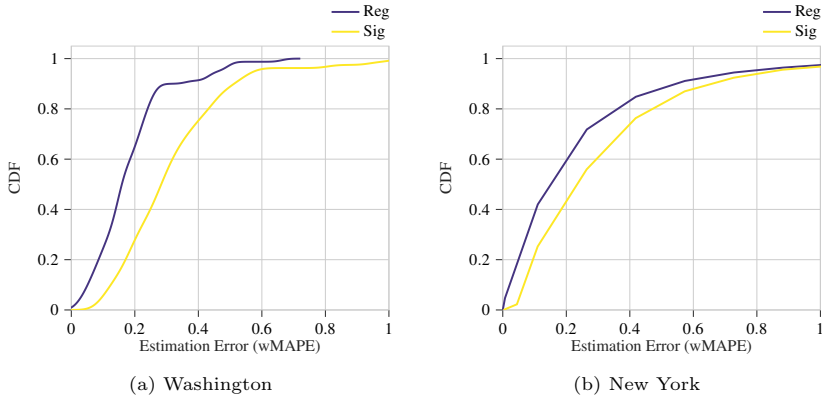 Reg
Sig
1
0.8
0.6
0.4
0.2
0
CDF
0 0.2 0.4 0.6 0.8 1
Estimation Error (wMAPE)
(a) Washington
Reg
Sig
1
0.8
0.6
0.4
0.2
0
CDF
0 0.2 0.4 0.6 0.8 1
Estimation Error (wMAPE)
(b) New York